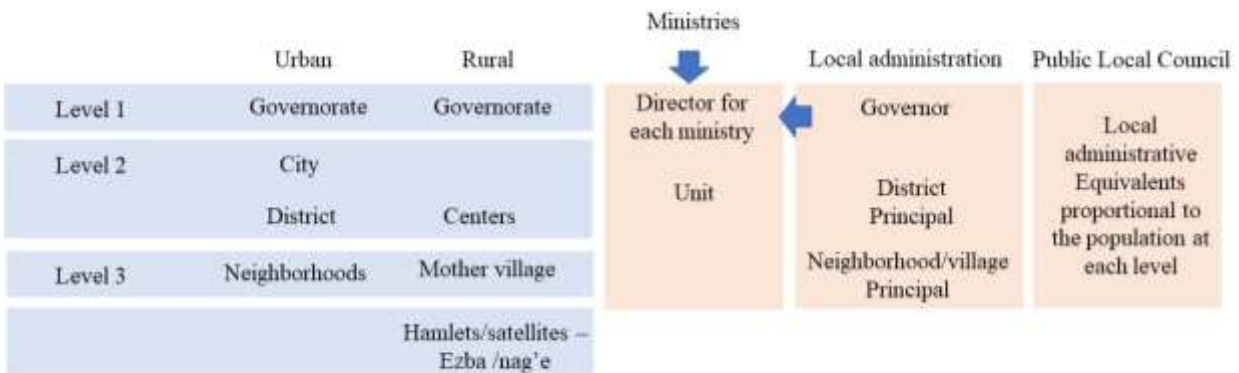 Ministries
Urban Rural Local administration Public Local Council
Level 1 Governorate Governorate
Level 2 City
District Centers
Level 3 Neighborhoods Mother village
Hamlets/satellites –
Ezba /nag’e
Director for
each ministry
Unit
Governor
District
Principal
Neighborhood/village
Principal
Local
administrative
Equivalents
proportional to
the population at
each level